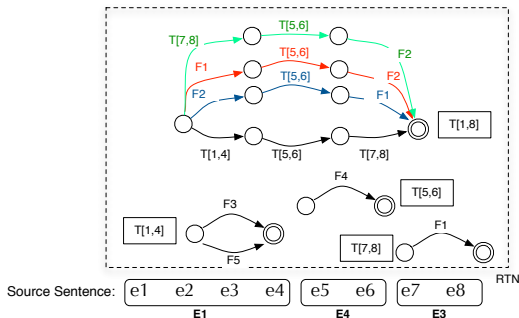 T[5,6]
T[7,8]
F2
T[5,6]
F1
F2
T[5,6]
F2
F1
T[1,8]
T[1,4] T[5,6] T[7,8]
F4
T[5,6]
F3
T[1,4]
F1
T[7,8]
F5
RTN
Source Sentence: e1 e2 e3 e4 e5 e6 e7 e8
E1 E4 E3